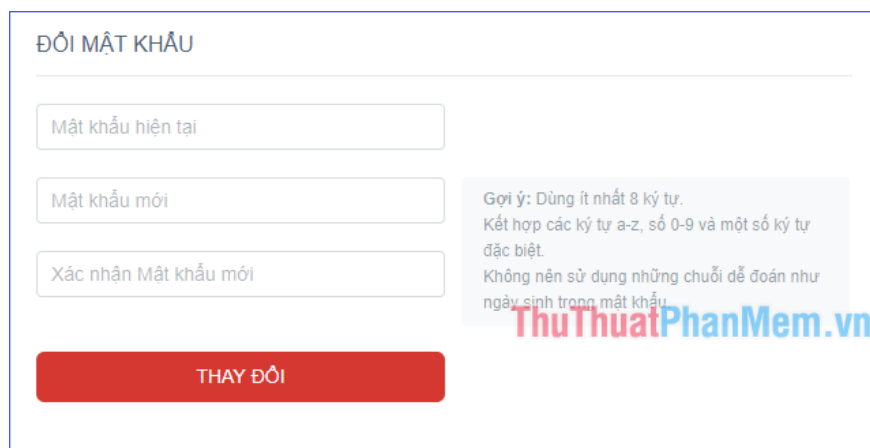 ĐỔI MẬT KHẨU
Mật khẩu hiện tại
Mật khẩu mới
Gợi ý: Dùng ít nhất 8 ký tự.
Kết hợp các ký tự a-z, số 0-9 và một số ký tự
đặc biệt.
Không nên sử dụng những chuỗi dễ đoán như
ngày sinh trong mật khẩu.
Xác nhận Mật khẩu mới
ThuThuatPhanMem.vn
THAY ĐỔI